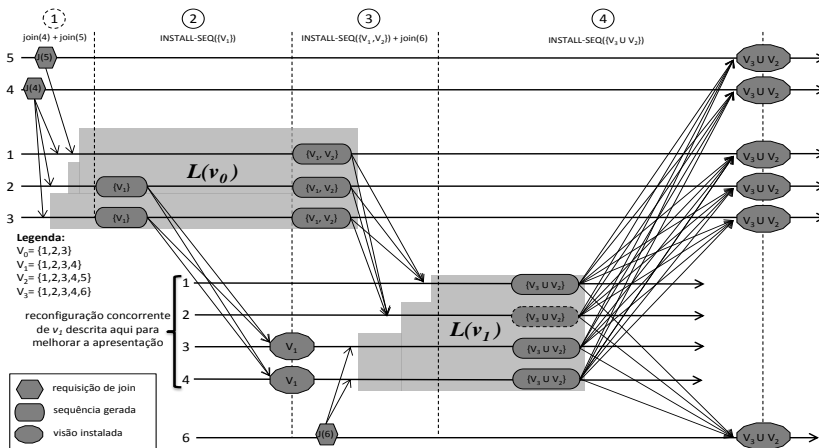 1 2 3 4
join(4) + join(5) INSTALL-SEQ({V₁}) INSTALL-SEQ({V₁,V₂}) + join(6) INSTALL-SEQ({V₃ U V₂})
5 J(5) V₃ U V₂
4 J(4) V₃ U V₂
1 {V₁, V₂} V₃ U V₂
L(v₀)
2 {V₁} {V₁, V₂} V₃ U V₂
3 {V₁} {V₁, V₂} V₃ U V₂
Legenda:
V₀= {1,2,3}
V₁= {1,2,3,4}
V₂= {1,2,3,4,5}
V₃= {1,2,3,4,6}
reconfiguração concorrente
de v₁ descrita aqui para
melhorar a apresentação
1 {V₃ U V₂}
2 {V₃ U V₂}
L(v₁)
3 V₁ {V₃ U V₂}
4 V₁ {V₃ U V₂}
requisição de join
sequência gerada
visão instalada
6 J(6) V₃ U V₂